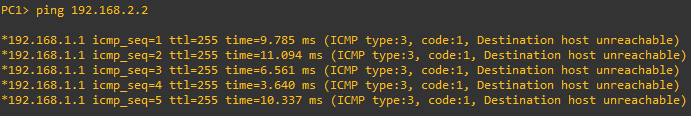 PC1> ping 192.168.2.2
*192.168.1.1 icmp_seq=1 ttl=255 time=9.785 ms (ICMP type:3, code:1, Destination host unreachable)
*192.168.1.1 icmp_seq=2 ttl=255 time=11.094 ms (ICMP type:3, code:1, Destination host unreachable)
*192.168.1.1 icmp_seq=3 ttl=255 time=6.561 ms (ICMP type:3, code:1, Destination host unreachable)
*192.168.1.1 icmp_seq=4 ttl=255 time=3.640 ms (ICMP type:3, code:1, Destination host unreachable)
*192.168.1.1 icmp_seq=5 ttl=255 time=10.337 ms (ICMP type:3, code:1, Destination host unreachable)